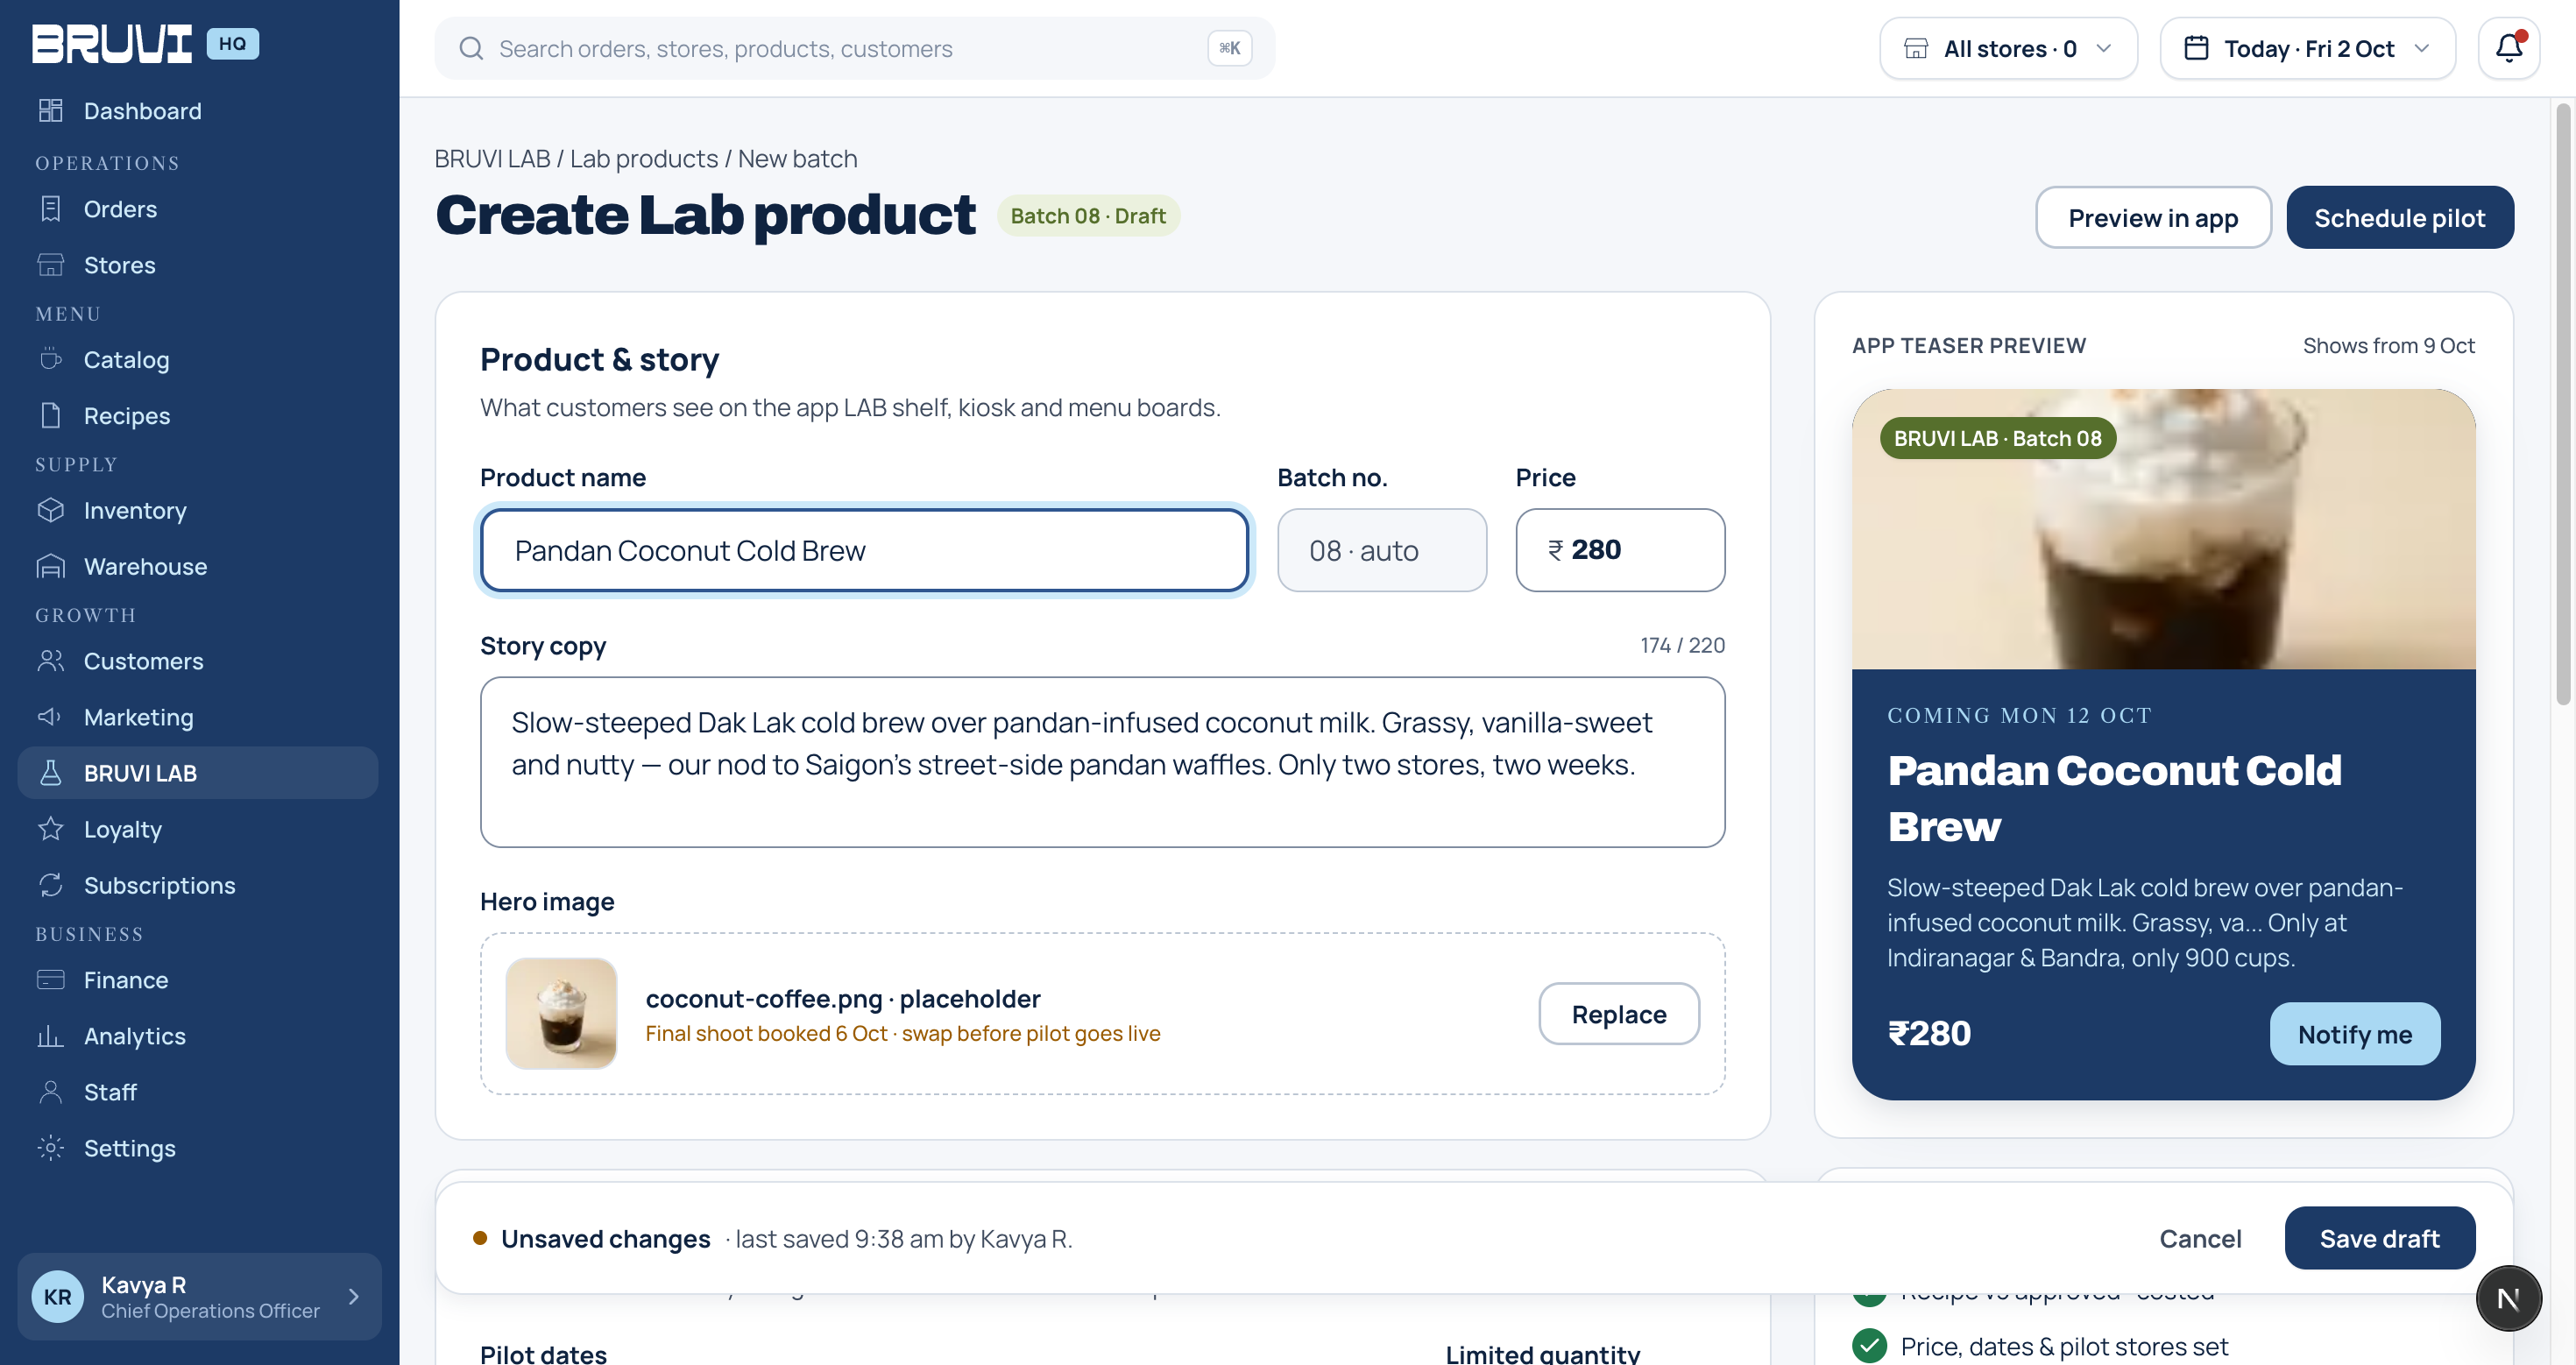 BRUVI HQ
Dashboard
OPERATIONS
Orders
Stores
MENU
Catalog
Recipes
SUPPLY
Inventory
Warehouse
GROWTH
Customers
Marketing
BRUVI LAB
Loyalty
Subscriptions
BUSINESS
Finance
Analytics
Staff
Settings
KR
Kavya R
Chief Operations Officer
Search orders, stores, products, customers
⌘K
All stores · 0
Today · Fri 2 Oct
BRUVI LAB / Lab products / New batch
Create Lab product
Batch 08 · Draft
Preview in app
Schedule pilot
Product & story
What customers see on the app LAB shelf, kiosk and menu boards.
Product name
Batch no.
Price
Pandan Coconut Cold Brew
08 · auto
₹ 280
Story copy
174 / 220
Slow-steeped Dak Lak cold brew over pandan-infused coconut milk. Grassy, vanilla-sweet
and nutty — our nod to Saigon’s street-side pandan waffles. Only two stores, two weeks.
Hero image
coconut-coffee.png · placeholder
Final shoot booked 6 Oct · swap before pilot goes live
Replace
APP TEASER PREVIEW
Shows from 9 Oct
BRUVI LAB · Batch 08
COMING MON 12 OCT
Pandan Coconut Cold
Brew
Slow-steeped Dak Lak cold brew over pandan-
infused coconut milk. Grassy, va... Only at
Indiranagar & Bandra, only 900 cups.
₹280
Notify me
Unsaved changes · last saved 9:38 am by Kavya R.
Cancel
Save draft
N
Pilot dates
Limited quantity
Recipe v3 approved · costed
Price, dates & pilot stores set